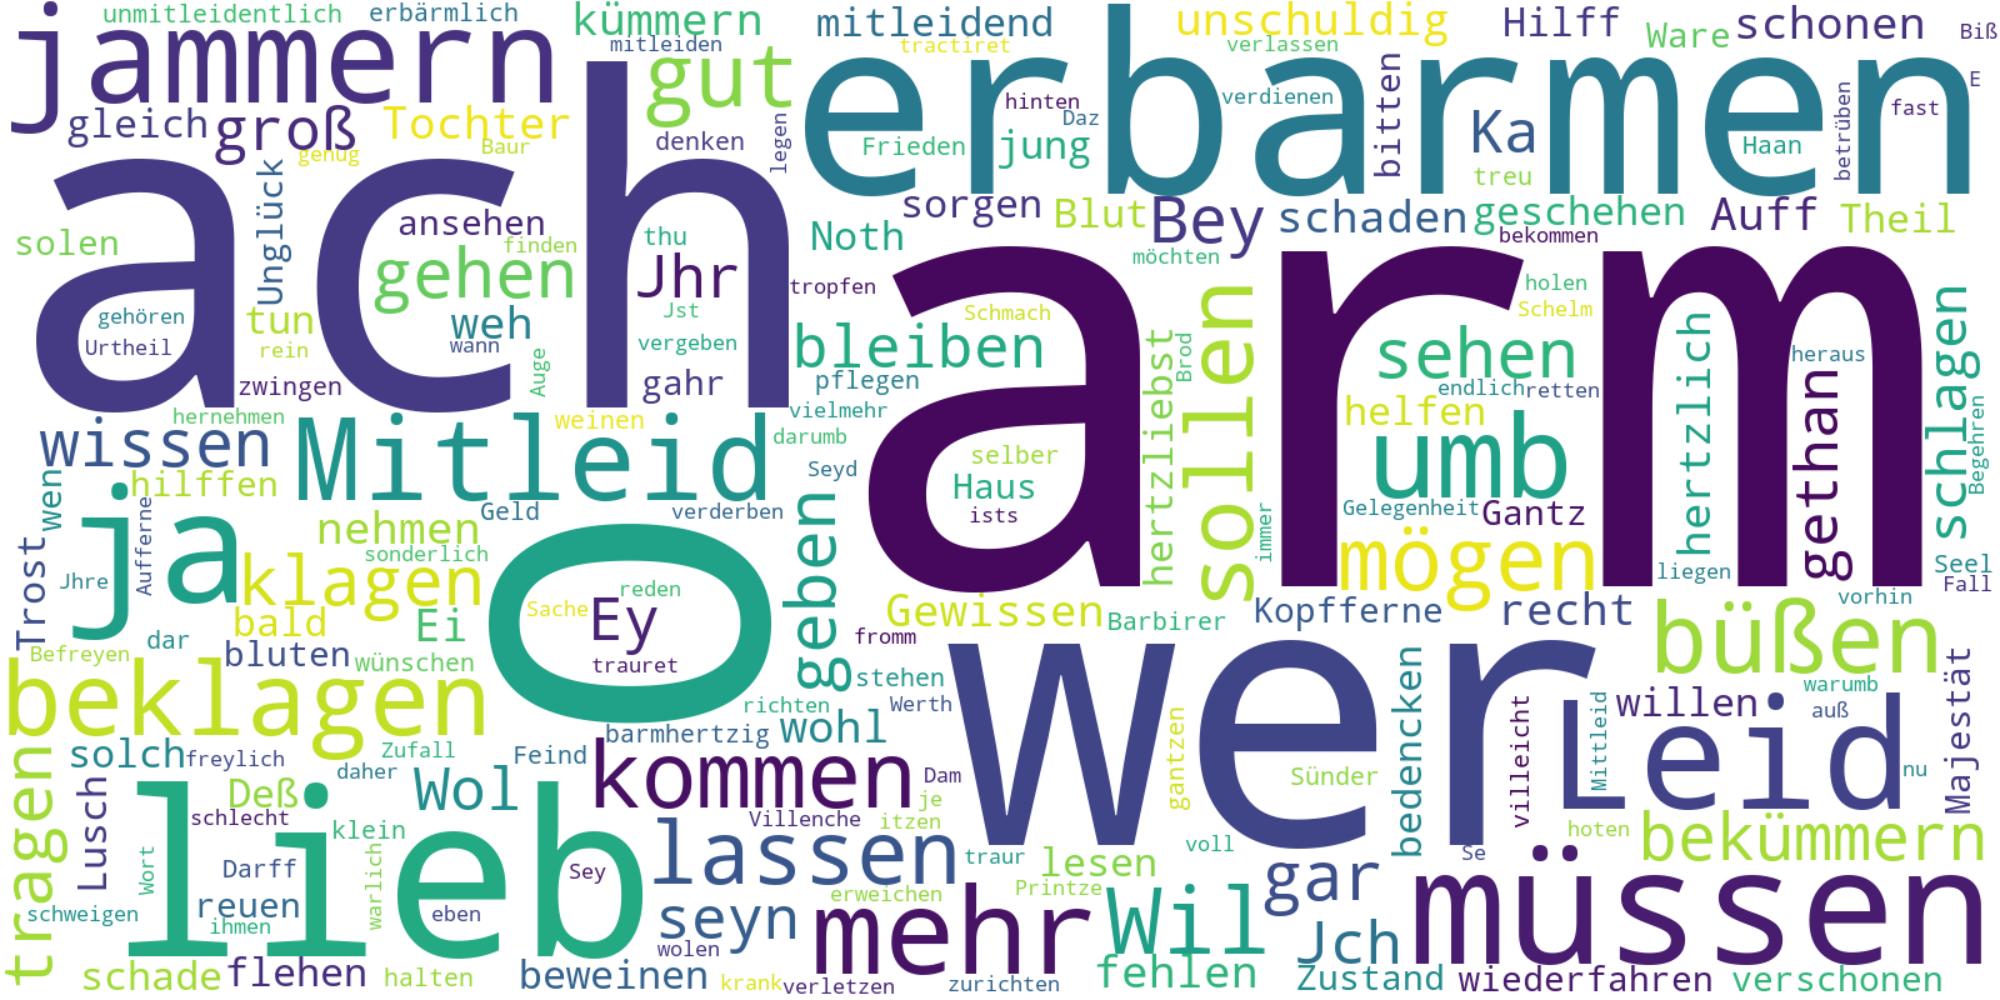 unmitleidentlich erbärmlich kümmern mitleidend unschuldig Hilff Ware schonen Biß
jammern mitleiden tractiret verlassen
gut erbarmen E
gleich groß Tochter hinten verdienen bitten Ka fast
genug Baur denken legen Frieden Daz jung treu Haan betrüben
ach
Unglück ansehen sorgen Blut Bey schaden geschehen Auff Theil
solen gehen finden thu Noth möchten bekommen
Jhr tropfen arm holen
gehören tun weh Jst Schmach Schelm
Urtheil rein wann vergeben bleiben sehen heraus
zwingen Auge gahr pflegen hertzliebst Brod sollen endlich retten hertzlich gethan schlagen
hernehmen weinen vielmehr helfen
wissen Mitleid darumb selber umb Begehren
wen hilffen Seyd Haus
Geld verderben ists Gelegenheit Gantz
ja Aufferne nehmen geben immer mögen
Trost Jhre sonderlich liegen Seel
klagen O reden Fall
bald Ei Sache Ey Gewissen Barbirer Kopfferne recht vorhin
dar trauret fromm büßen
Befreyen bluten wünschen stehen wer
beklagen richten Werth bedencken willen warumb
barmhertzig wohl Leid auß Majestät
tragen solch freylich Zufall Feind kommen gantzen villeicht Mittleid
Lusch daher Dam Sünder nu
Deß Wol je
schlecht klein Villenche itzen hoten bekümmern
lieb lassen traur voll Se
Wort Darff warlich Sey lesen gar müssen
reuen erweichen Printze
schweigen ihmen eben seyn mehr Wil Jch
wolen
schade flehen halten beweinen krank verletzen zurichten fehlen Zustand wiederfahren verschonen